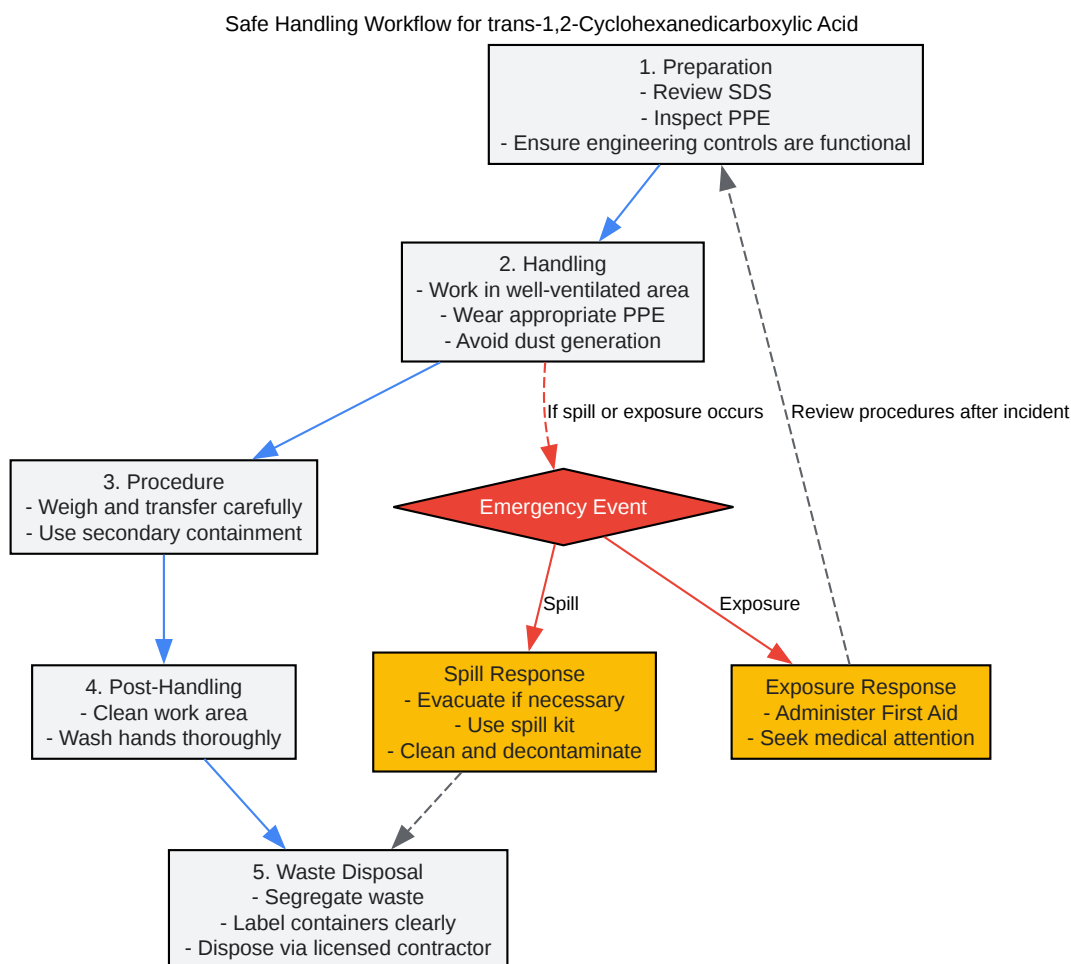 Safe Handling Workflow for trans-1,2-Cyclohexanedicarboxylic Acid
1. Preparation
- Review SDS
- Inspect PPE
- Ensure engineering controls are functional
2. Handling
- Work in well-ventilated area
- Wear appropriate PPE
- Avoid dust generation
If spill or exposure occurs
Review procedures after incident
3. Procedure
- Weigh and transfer carefully
- Use secondary containment
Emergency Event
Spill
Exposure
4. Post-Handling
- Clean work area
- Wash hands thoroughly
Spill Response
- Evacuate if necessary
- Use spill kit
- Clean and decontaminate
Exposure Response
- Administer First Aid
- Seek medical attention
5. Waste Disposal
- Segregate waste
- Label containers clearly
- Dispose via licensed contractor